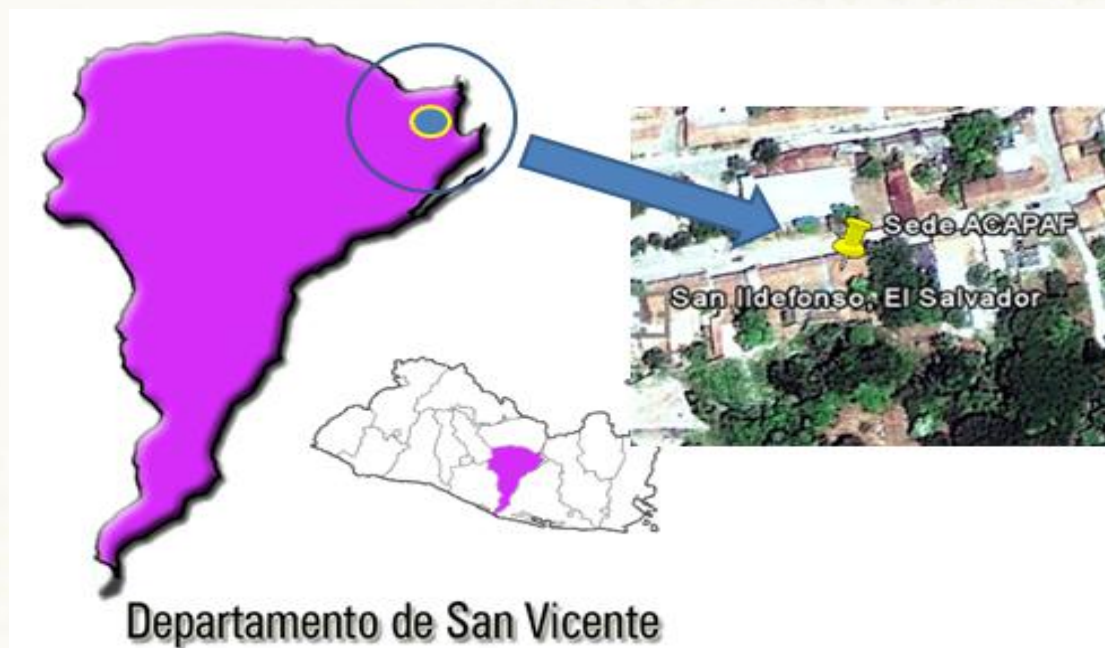 Sede ACAPAF
San Ildefonso, El Salvador
Departamento de San Vicente